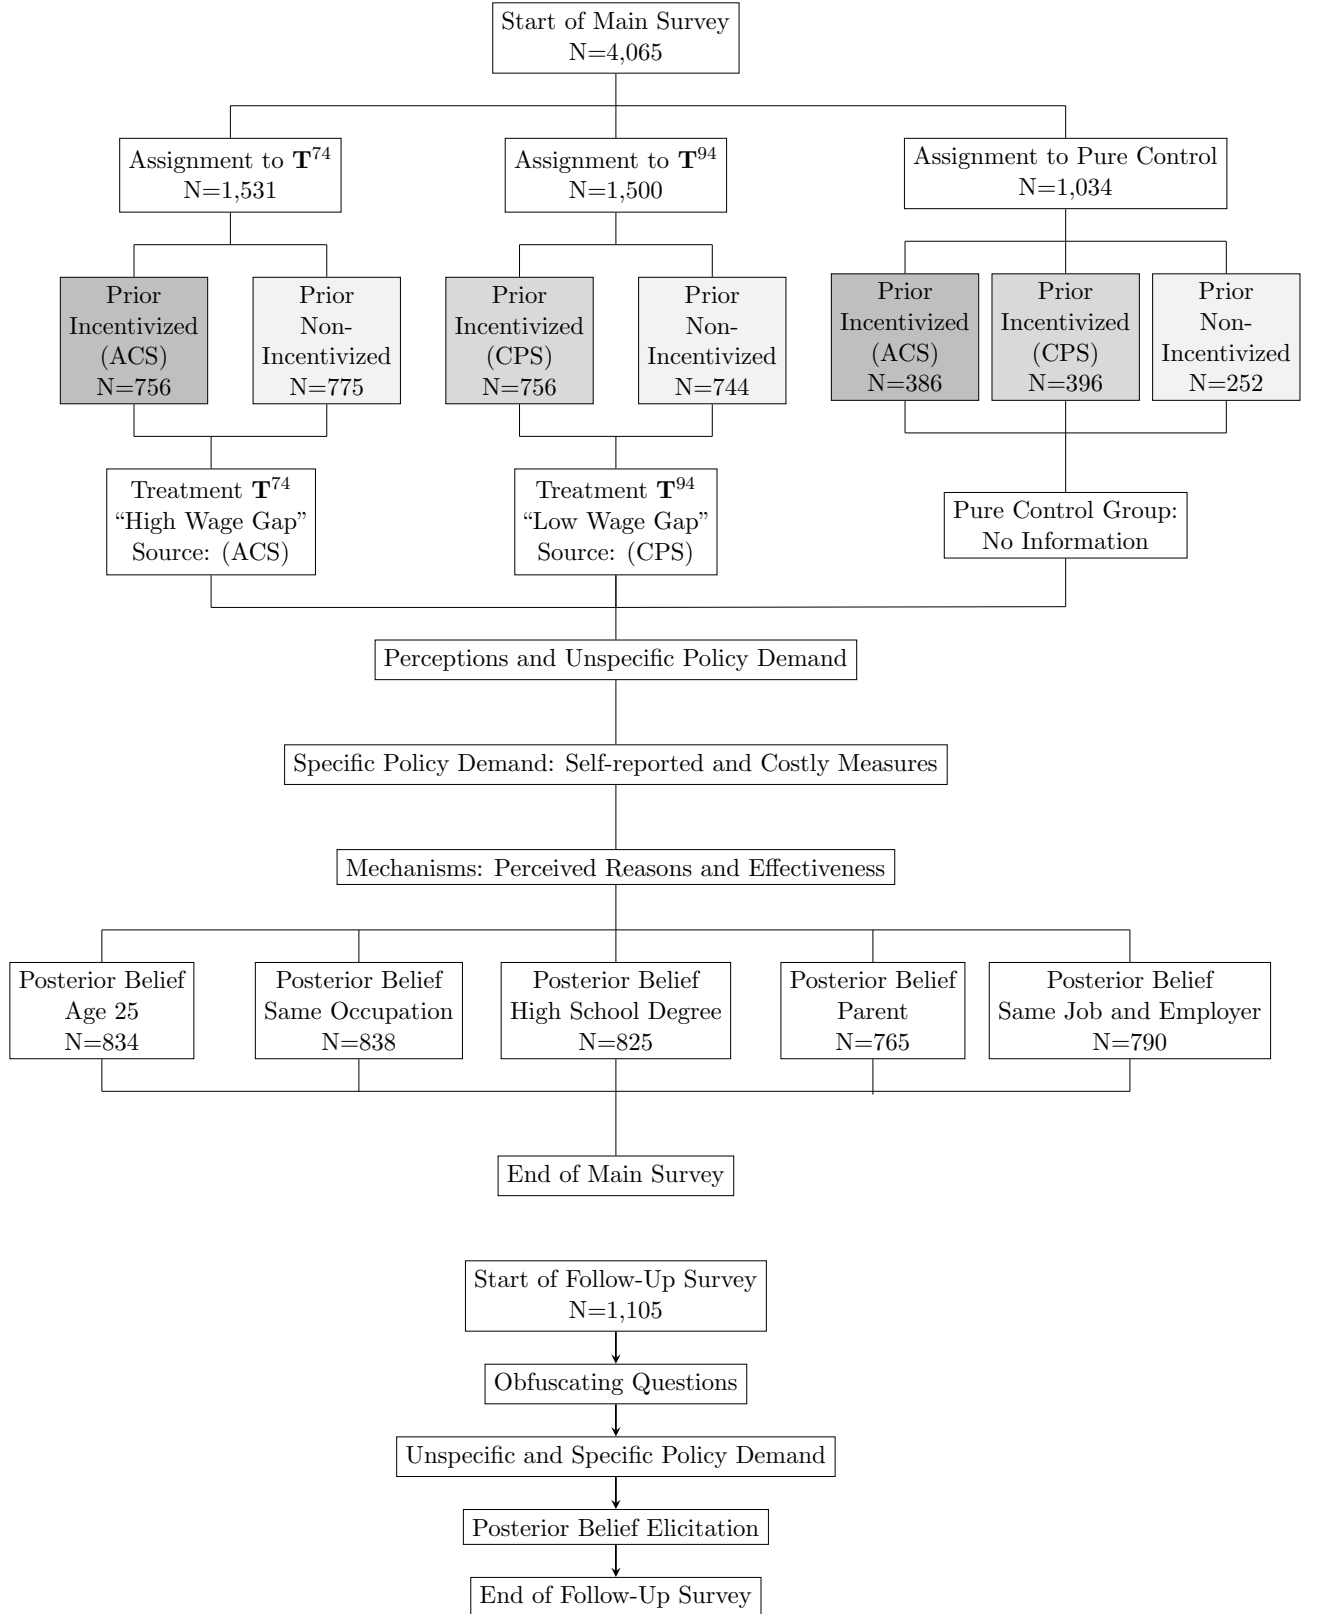 Start of Main Survey
N=4,065
Assignment to T^74
N=1,531
Assignment to T^94
N=1,500
Assignment to Pure Control
N=1,034
Prior
Incentivized
(ACS)
N=756
Prior
Non-
Incentivized
N=775
Prior
Incentivized
(CPS)
N=756
Prior
Non-
Incentivized
N=744
Prior
Incentivized
(ACS)
N=386
Prior
Incentivized
(CPS)
N=396
Prior
Non-
Incentivized
N=252
Treatment T^74
“High Wage Gap”
Source: (ACS)
Treatment T^94
“Low Wage Gap”
Source: (CPS)
Pure Control Group:
No Information
Perceptions and Unspecific Policy Demand
Specific Policy Demand: Self-reported and Costly Measures
Mechanisms: Perceived Reasons and Effectiveness
Posterior Belief
Age 25
N=834
Posterior Belief
Same Occupation
N=838
Posterior Belief
High School Degree
N=825
Posterior Belief
Parent
N=765
Posterior Belief
Same Job and Employer
N=790
End of Main Survey
Start of Follow-Up Survey
N=1,105
Obfuscating Questions
Unspecific and Specific Policy Demand
Posterior Belief Elicitation
End of Follow-Up Survey